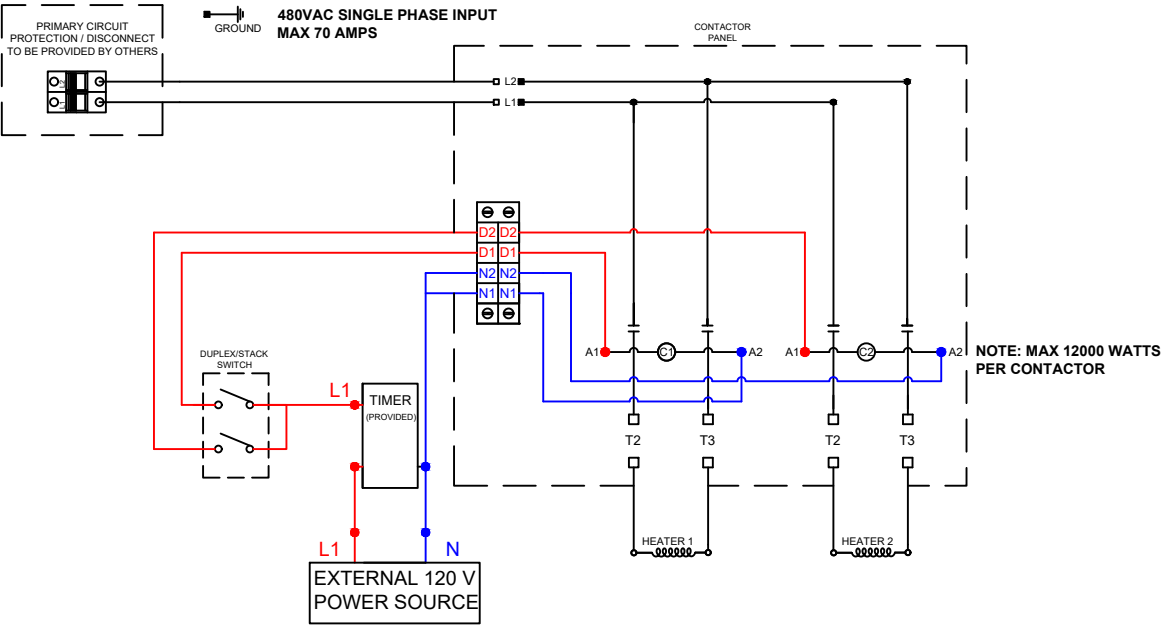 PRIMARY CIRCUIT
PROTECTION / DISCONNECT
TO BE PROVIDED BY OTHERS
L2
L1
GROUND
480VAC SINGLE PHASE INPUT
MAX 70 AMPS
CONTACTOR
PANEL
L2
L1
D2 D2
D1 D1
N2 N2
N1 N1
A1 C1 A2
A1 C2 A2
NOTE: MAX 12000 WATTS
PER CONTACTOR
DUPLEX/STACK
SWITCH
L1
TIMER
(PROVIDED)
T2 T3 T2 T3
HEATER 1
HEATER 2
L1 N
EXTERNAL 120 V
POWER SOURCE